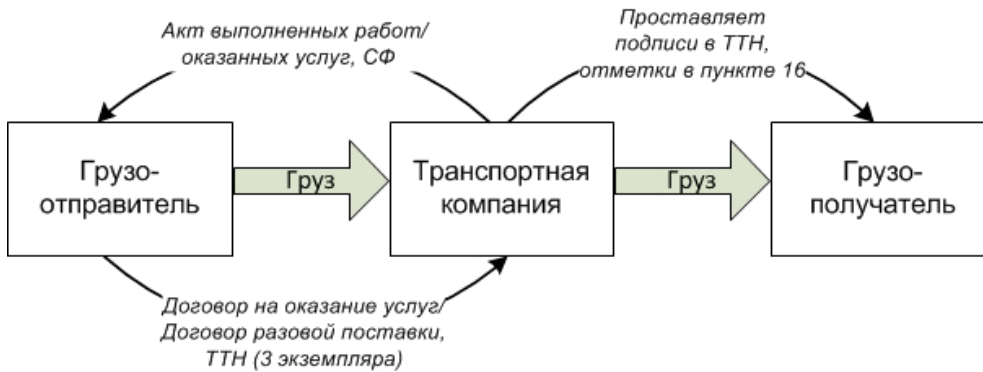 Акт выполненных работ/
оказанных услуг, СФ
Проставляет
подписи в ТТН,
отметки в пункте 16
Грузо-
отправитель
Груз
Транспортная
компания
Груз
Грузо-
получатель
Договор на оказание услуг/
Договор разовой поставки,
ТТН (3 экземпляра)